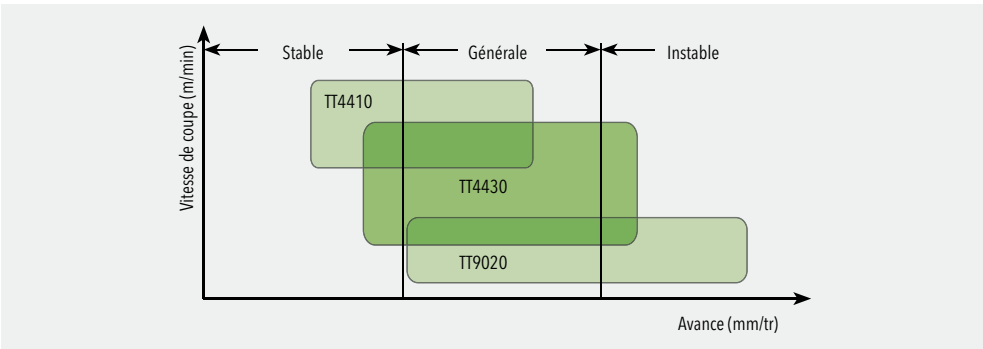 Vitesse de coupe (m/min)
Stable
Générale
Instable
TT4410
TT4430
TT9020
Avance (mm/tr)